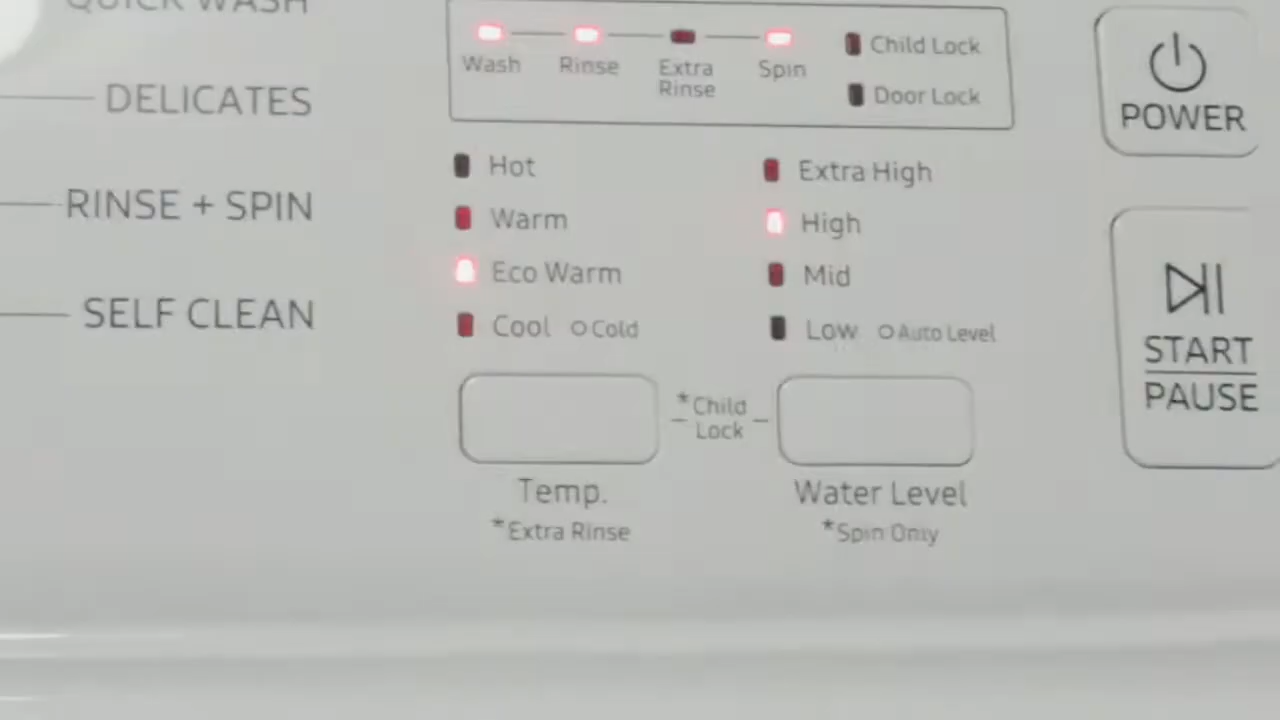 QUICK WASH
DELICATES
RINSE + SPIN
SELF CLEAN
Wash
Rinse
Extra
Rinse
Spin
Child Lock
Door Lock
Hot
Warm
Eco Warm
Cool
Cold
Extra High
High
Mid
Low
Auto Level
*Child
Lock
Temp.
*Extra Rinse
Water Level
*Spin Only
POWER
START
PAUSE